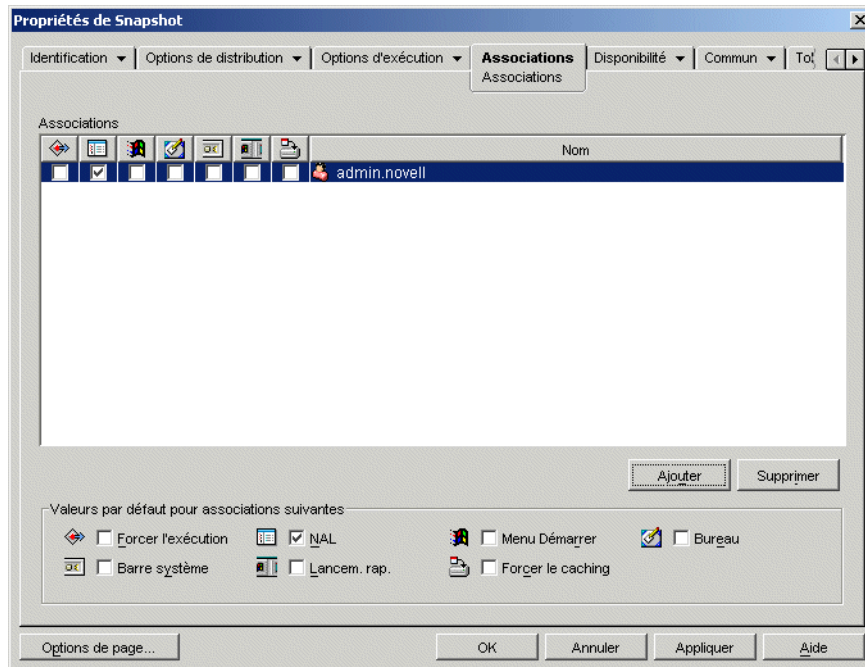 Propriétés de Snapshot
Identification Options de distribution Options d'exécution Associations Disponibilité Commun
Associations
Associations
Nom
admin.novell
Ajouter Supprimer
Valeurs par défaut pour associations suivantes
Forcer l'exécution NAL Menu Démarrer Bureau
Barre système Lancem. rap. Forcer le caching
Options de page... OK Annuler Appliquer Aide